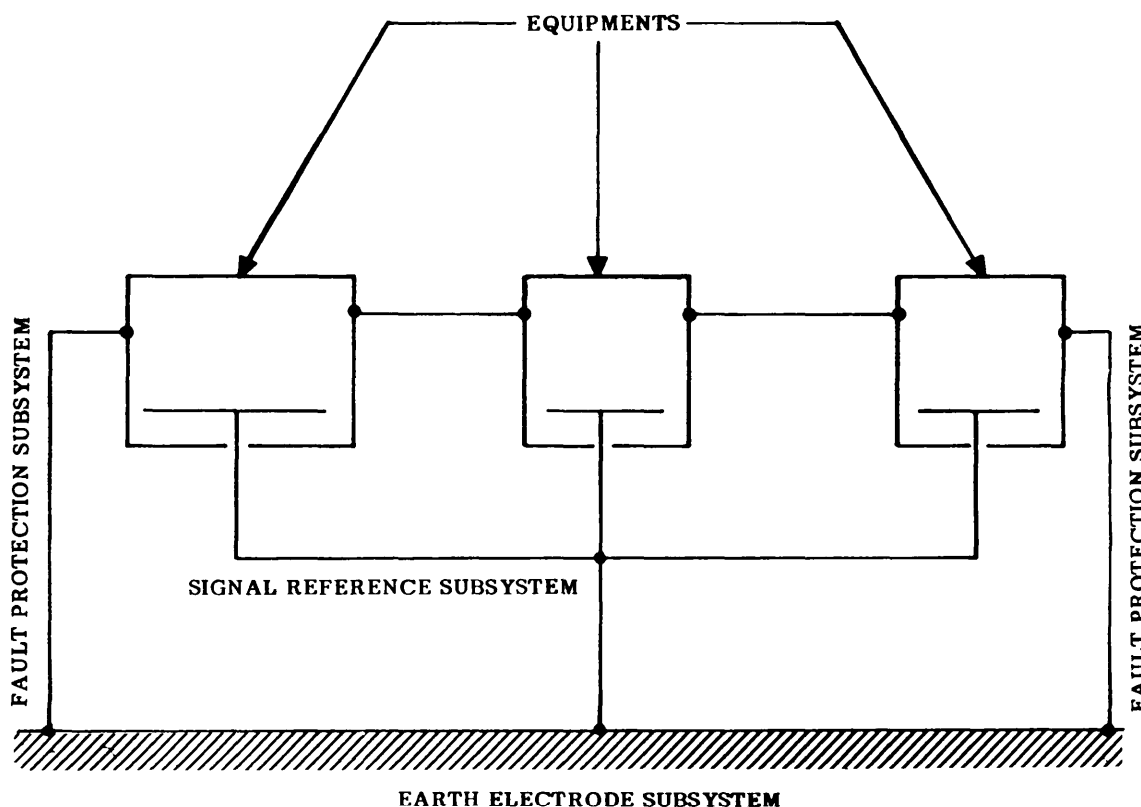 EQUIPMENTS
FAULT PROTECTION SUBSYSTEM
FAULT PROTECTION SUBSYSTEM
SIGNAL REFERENCE SUBSYSTEM
EARTH ELECTRODE SUBSYSTEM